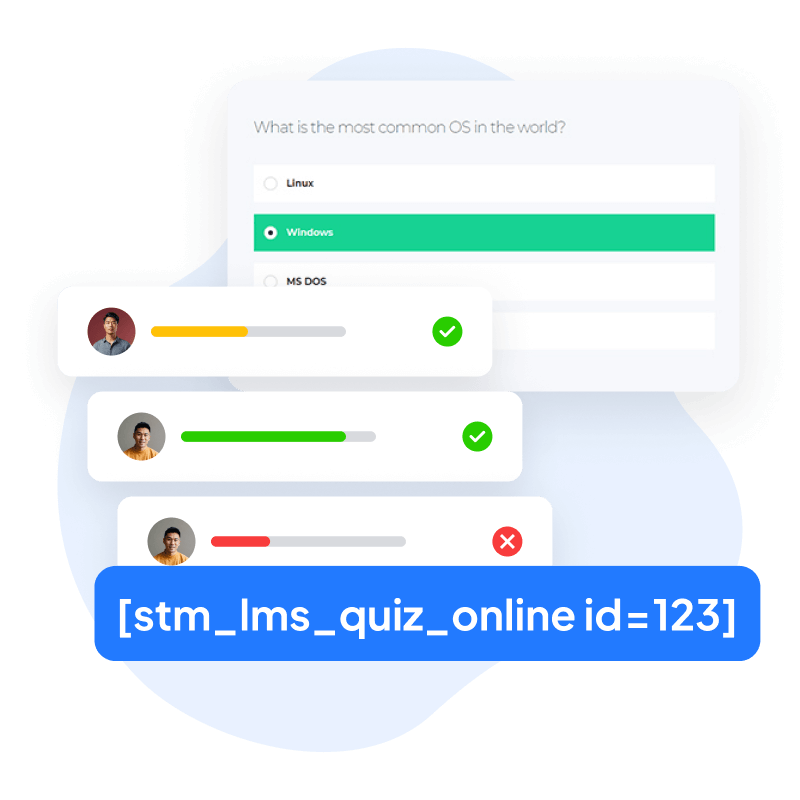 What is the most common OS in the world?
Linux
Windows
MS DOS
[stm_lms_quiz_online id=123]